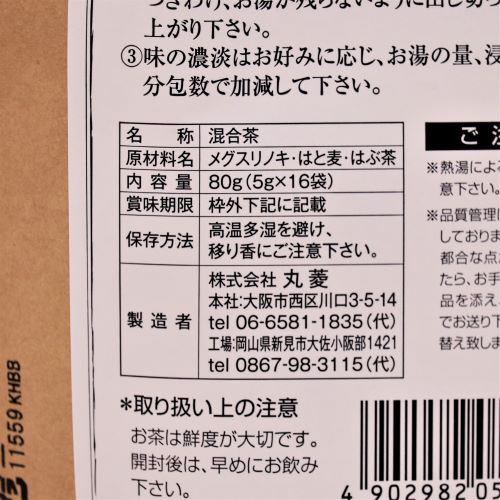 つぎわけ、お湯が残らないように出し切って
上がり下さい。
③味の濃淡はお好みに応じ、お湯の量、浸
分包数で加減して下さい。
名称 混合茶
原材料名 メグスリノキ・はと麦・はぶ茶
内容量 80g（5g×16袋）
賞味期限 枠外下記に記載
保存方法 高温多湿を避け、
移り香にご注意下さい。
製造者 株式会社 丸菱
本社:大阪市西区川口3-5-14
tel 06-6581-1835（代）
工場:岡山県新見市大佐小阪部1421
tel 0867-98-3115（代）
＊取り扱い上の注意
お茶は鮮度が大切です。
開封後は、早めにお飲み
下さい。
ご注
※熱湯による
意下さい。
※品質管理に
しておりま
都合な点が
たら、お手
品を添え、
でお送り下
替え致しま
4 902982 05
11559 KHBB